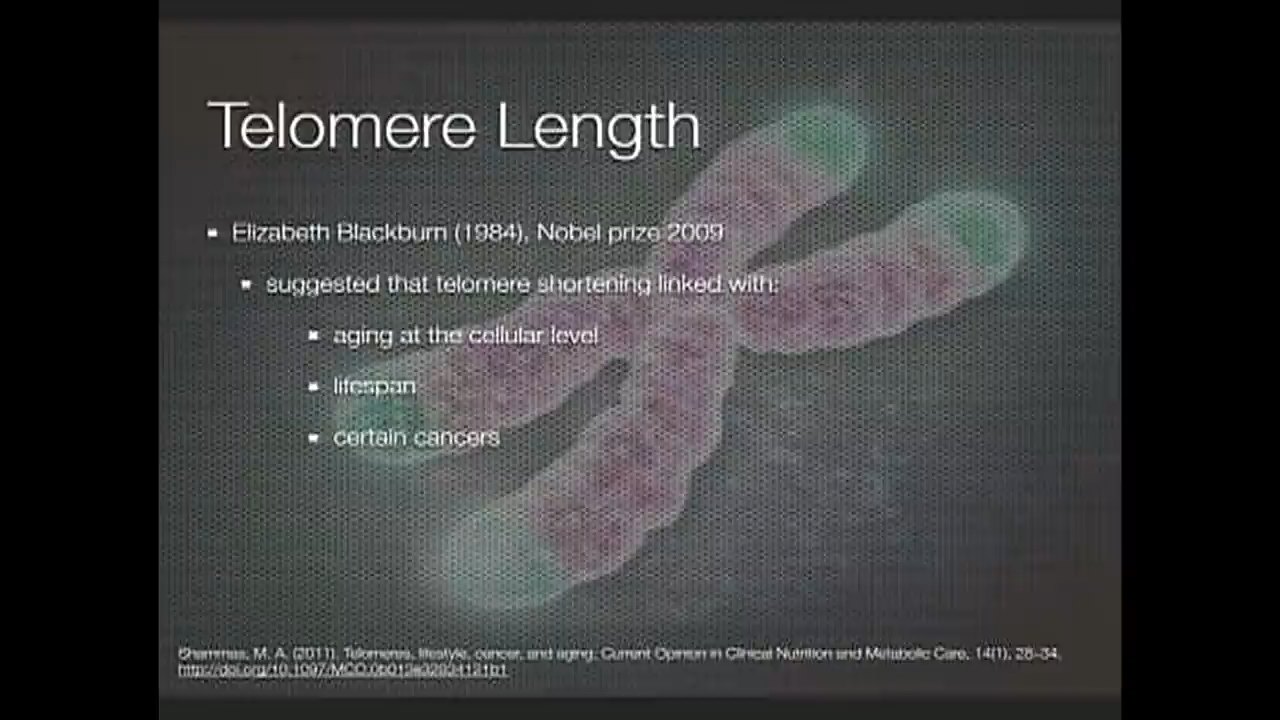 Telomere Length
▪ Elizabeth Blackburn (1984), Nobel prize 2009
▪ suggested that telomere shortening linked with:
▪ aging at the cellular level
▪ lifespan
▪ certain cancers
Shammas, M. A. (2011). Telomeres, lifestyle, cancer, and aging. Current Opinion in Clinical Nutrition and Metabolic Care, 14(1), 28–34.